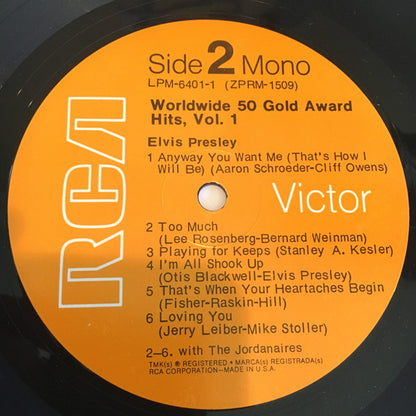 Side 2 Mono
LPM-6401-1 (ZPRM-1509)
Worldwide 50 Gold Award
Hits, Vol. 1
Elvis Presley
1 Anyway You Want Me (That's How I
Will Be) (Aaron Schroeder-Cliff Owens)
RCA
Victor
2 Too Much
(Lee Rosenberg-Bernard Weinman)
3 Playing for Keeps (Stanley A. Kesler)
4 I'm All Shook Up
(Otis Blackwell-Elvis Presley)
5 That's When Your Heartaches Begin
(Fisher-Raskin-Hill)
6 Loving You
(Jerry Leiber-Mike Stoller)
2–6. with The Jordanaires
TMK(s) ® REGISTERED • MARCA(s) REGISTRADA(s)
RCA CORPORATION—MADE IN U.S.A.